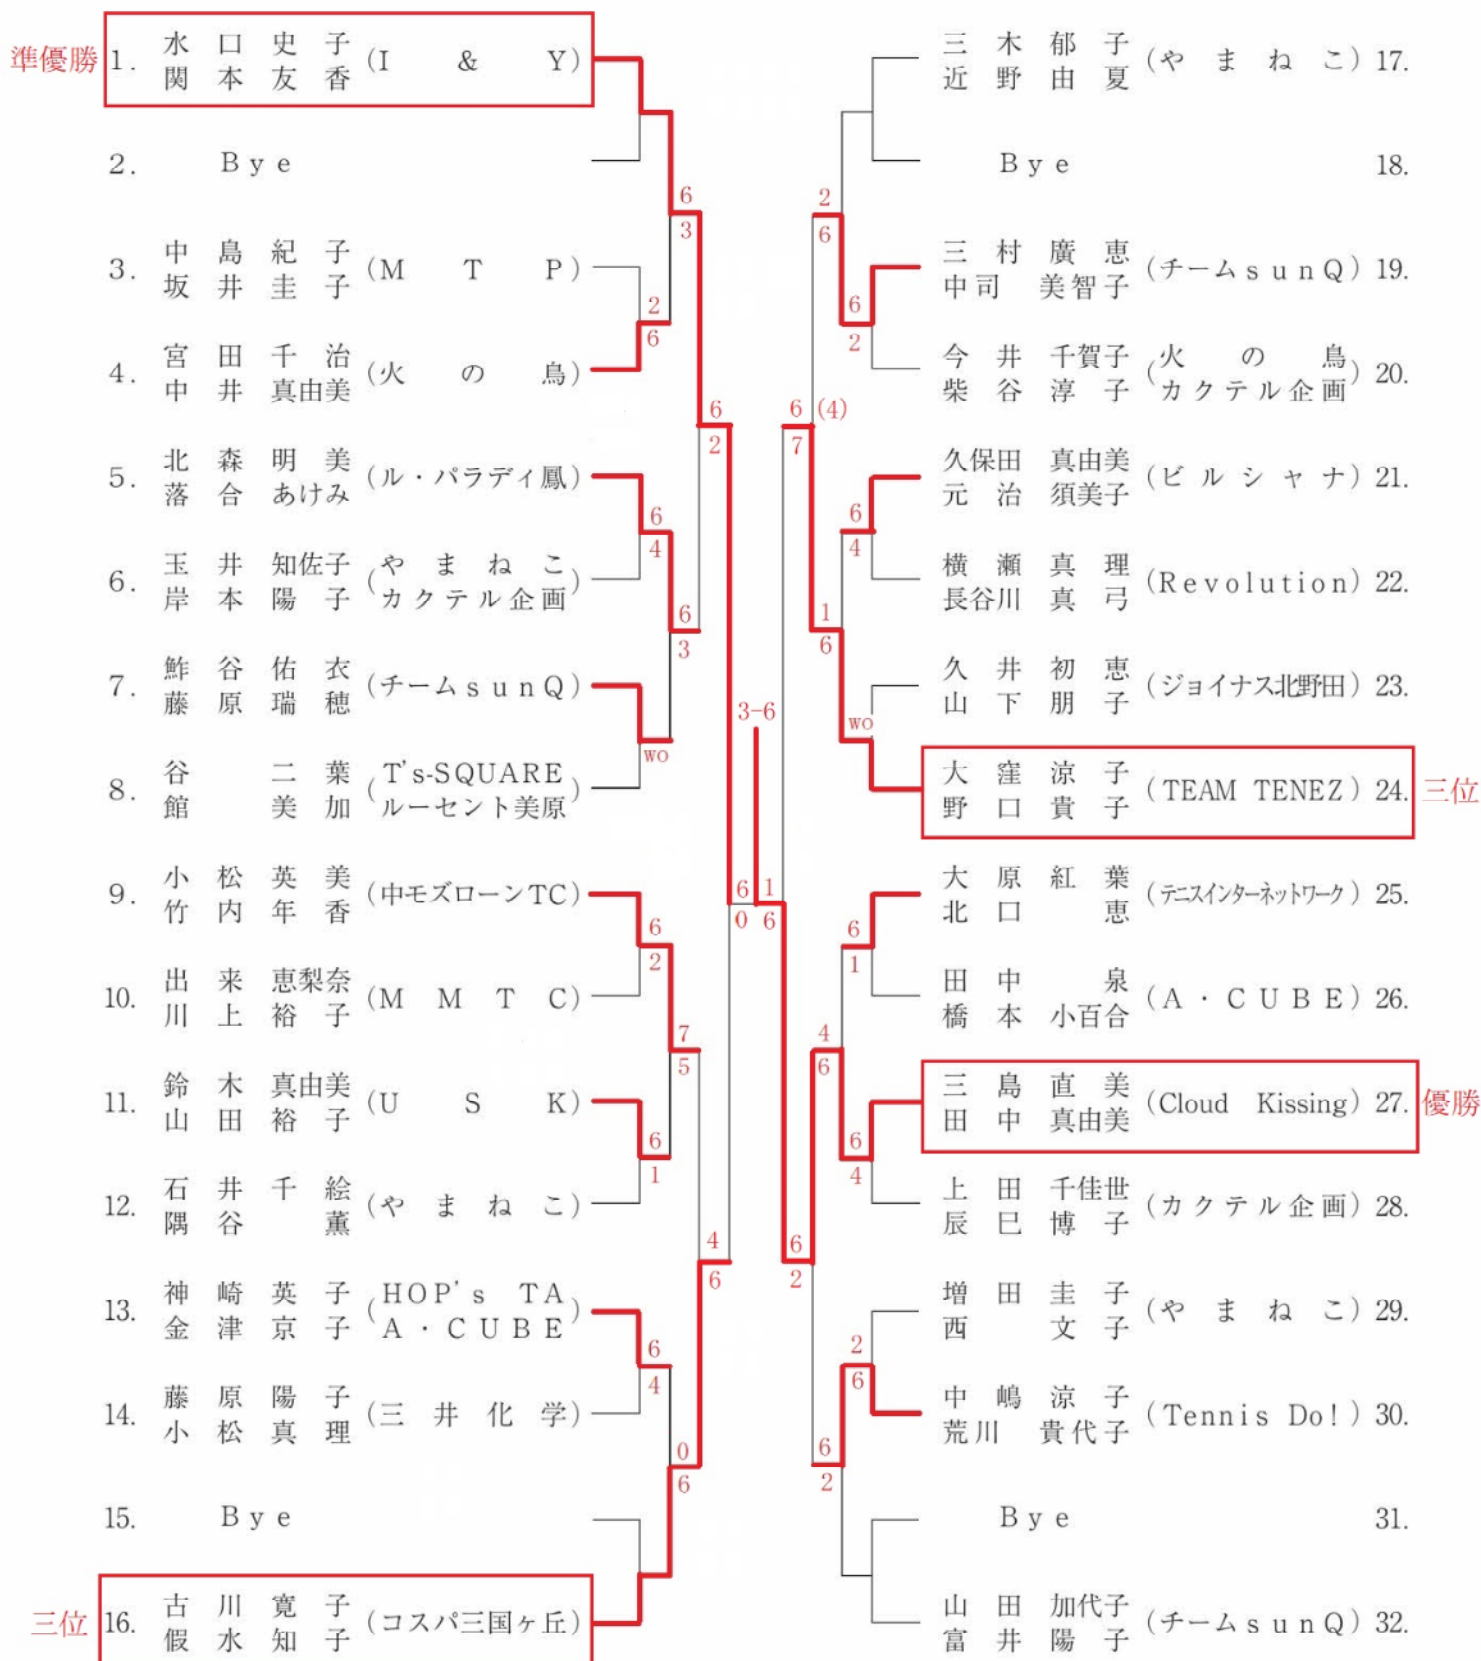 準優勝 1. 水口史子 関本友香 (I & Y)
2. Bye
3. 中島紀子 坂井圭子 (MTP)
4. 宮田千治 中井真由美 (火の鳥)
5. 北森明美 落合あけみ (ル・パラディ鳳)
6. 玉井知佐子 岸本陽子 (やまねこ カクテル企画)
7. 鮓谷佑衣 藤原瑞穂 (チームsunQ)
8. 谷二葉 館美加 (T's-SQUARE ルーセント美原)
9. 小松英美 竹内年香 (中モズローンTC)
10. 出来恵梨奈 川上裕子 (MMTC)
11. 鈴木真由美 山田裕子 (USK)
12. 石井千絵 隅谷薫 (やまねこ)
13. 神崎英子 金津京子 (HOP's TA A・CUBE)
14. 藤原陽子 小松真理 (三井化学)
15. Bye
三位 16. 古川寛子 假水知子 (コスパ三国ヶ丘)
6
3
2
6
6
2
6
4
6
3
WO
6
2
7
5
6
1
4
6
6
4
0
6
6
0
3-6
1
6
2
6
6
2
6 (4)
7
6
4
1
6
WO
6
1
4
6
6
4
6
2
2
6
6
2
三木郁子 近野由夏 (やまねこ) 17.
Bye 18.
三村廣恵 中司美智子 (チームsunQ) 19.
今井千賀子 柴谷淳子 (火の鳥 カクテル企画) 20.
久保田真由美 元治須美子 (ビルシャナ) 21.
横瀬真理 長谷川真弓 (Revolution) 22.
久井初恵 山下朋子 (ジョイナス北野田) 23.
大窪涼子 野口貴子 (TEAM TENEZ) 24. 三位
大原紅葉 北口恵 (テニスインターネットワーク) 25.
田中泉 橋本小百合 (A・CUBE) 26.
三島直美 田中真由美 (Cloud Kissing) 27. 優勝
上田千佳世 辰巳博子 (カクテル企画) 28.
増田圭子 西文子 (やまねこ) 29.
中嶋涼子 荒川貴代子 (Tennis Do!) 30.
Bye 31.
山田加代子 富井陽子 (チームsunQ) 32.